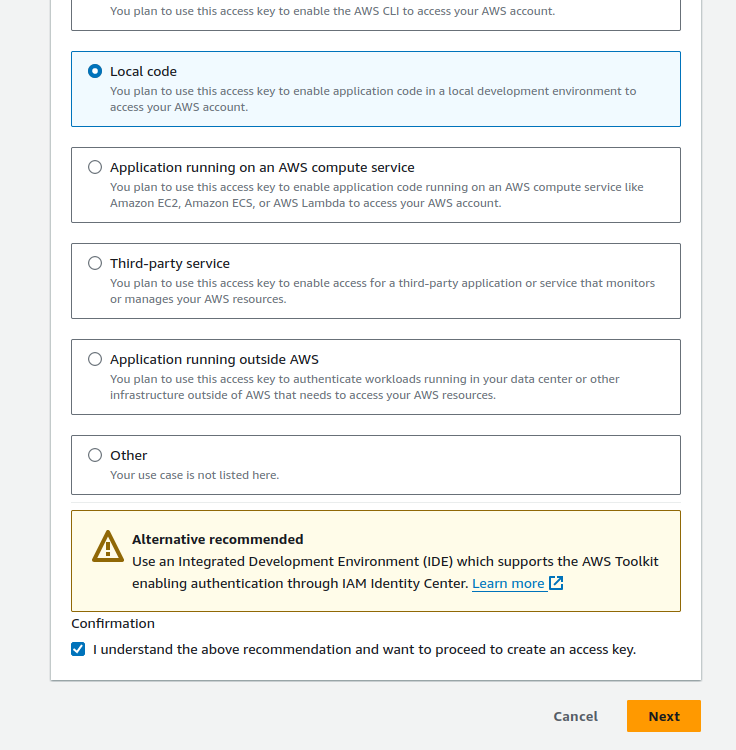 You plan to use this access key to enable the AWS CLI to access your AWS account.
Local code
You plan to use this access key to enable application code in a local development environment to
access your AWS account.
Application running on an AWS compute service
You plan to use this access key to enable application code running on an AWS compute service like
Amazon EC2, Amazon ECS, or AWS Lambda to access your AWS account.
Third-party service
You plan to use this access key to enable access for a third-party application or service that monitors
or manages your AWS resources.
Application running outside AWS
You plan to use this access key to authenticate workloads running in your data center or other
infrastructure outside of AWS that needs to access your AWS resources.
Other
Your use case is not listed here.
Alternative recommended
Use an Integrated Development Environment (IDE) which supports the AWS Toolkit
enabling authentication through IAM Identity Center. Learn more
Confirmation
I understand the above recommendation and want to proceed to create an access key.
Cancel Next